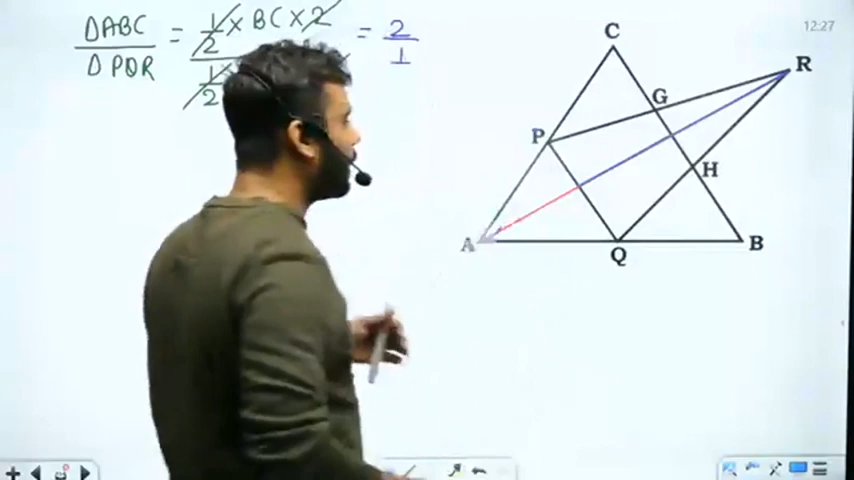 ΔABC / ΔPQR = 1/2 × BC × 2 / 1/2 = 2/1
12:27
C
R
G
P
H
A
B
Q